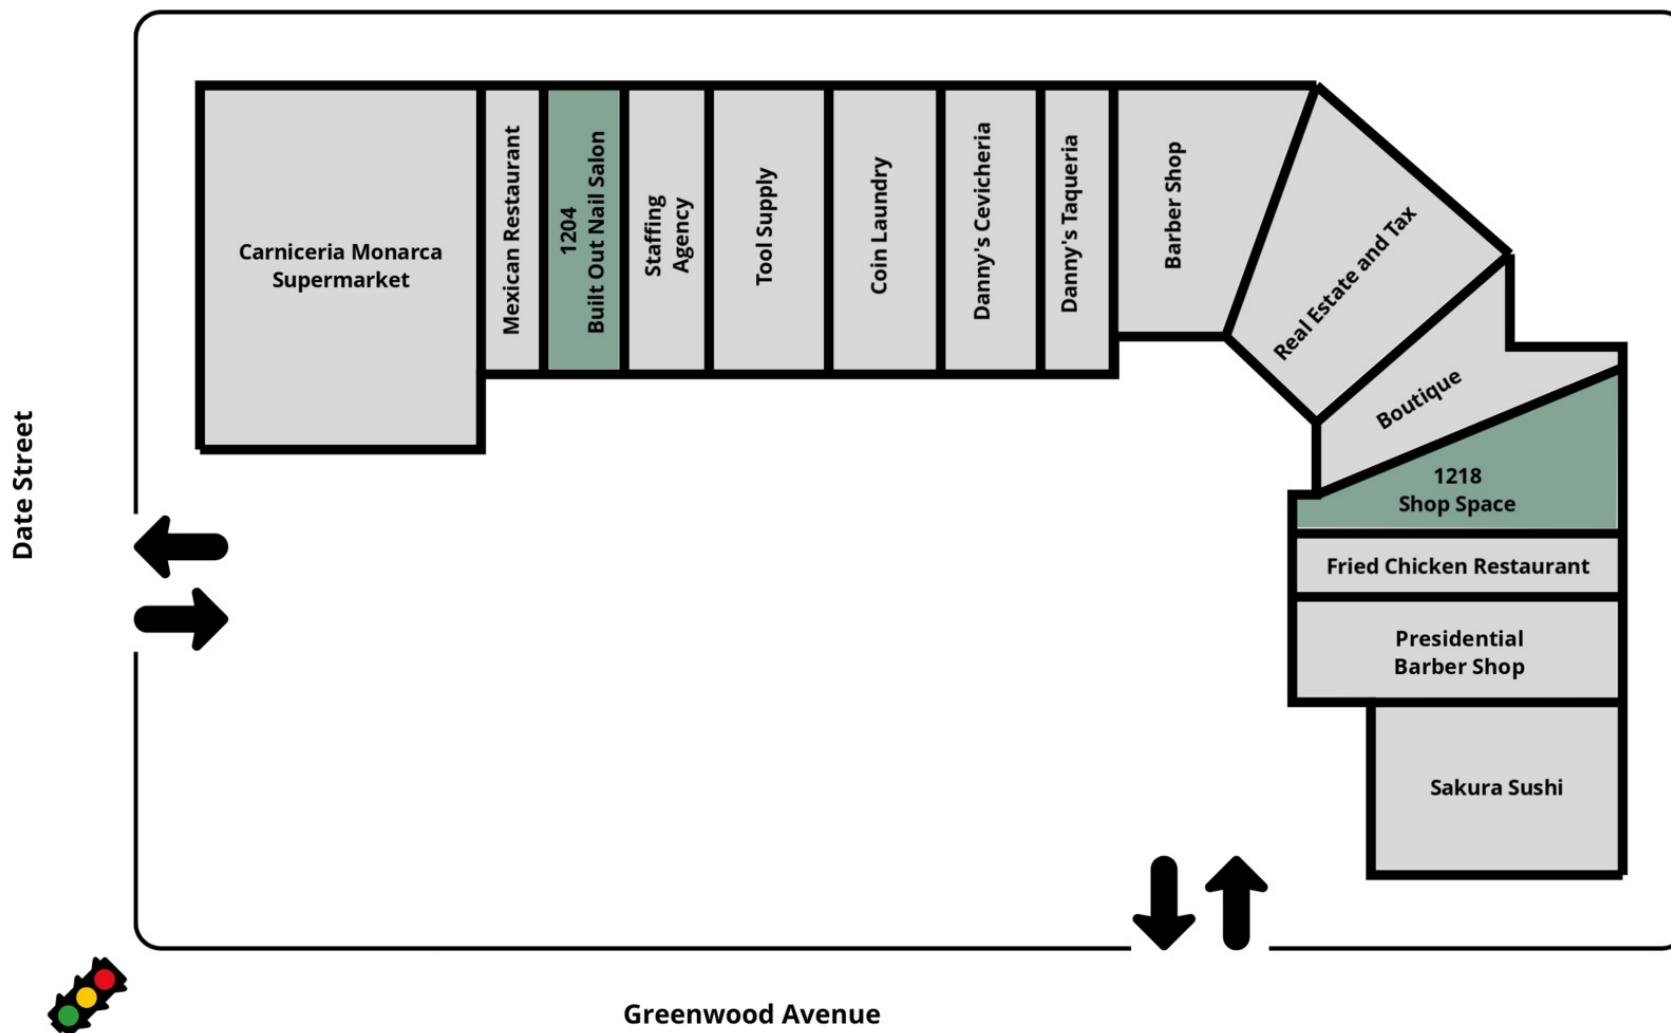 Carniceria Monarca
Supermarket
Mexican Restaurant
1204
Built Out Nail Salon
Staffing
Agency
Tool Supply
Coin Laundry
Danny's Cevicheria
Danny's Taqueria
Barber Shop
Real Estate and Tax
Boutique
1218
Shop Space
Fried Chicken Restaurant
Presidential
Barber Shop
Sakura Sushi
Date Street
Greenwood Avenue